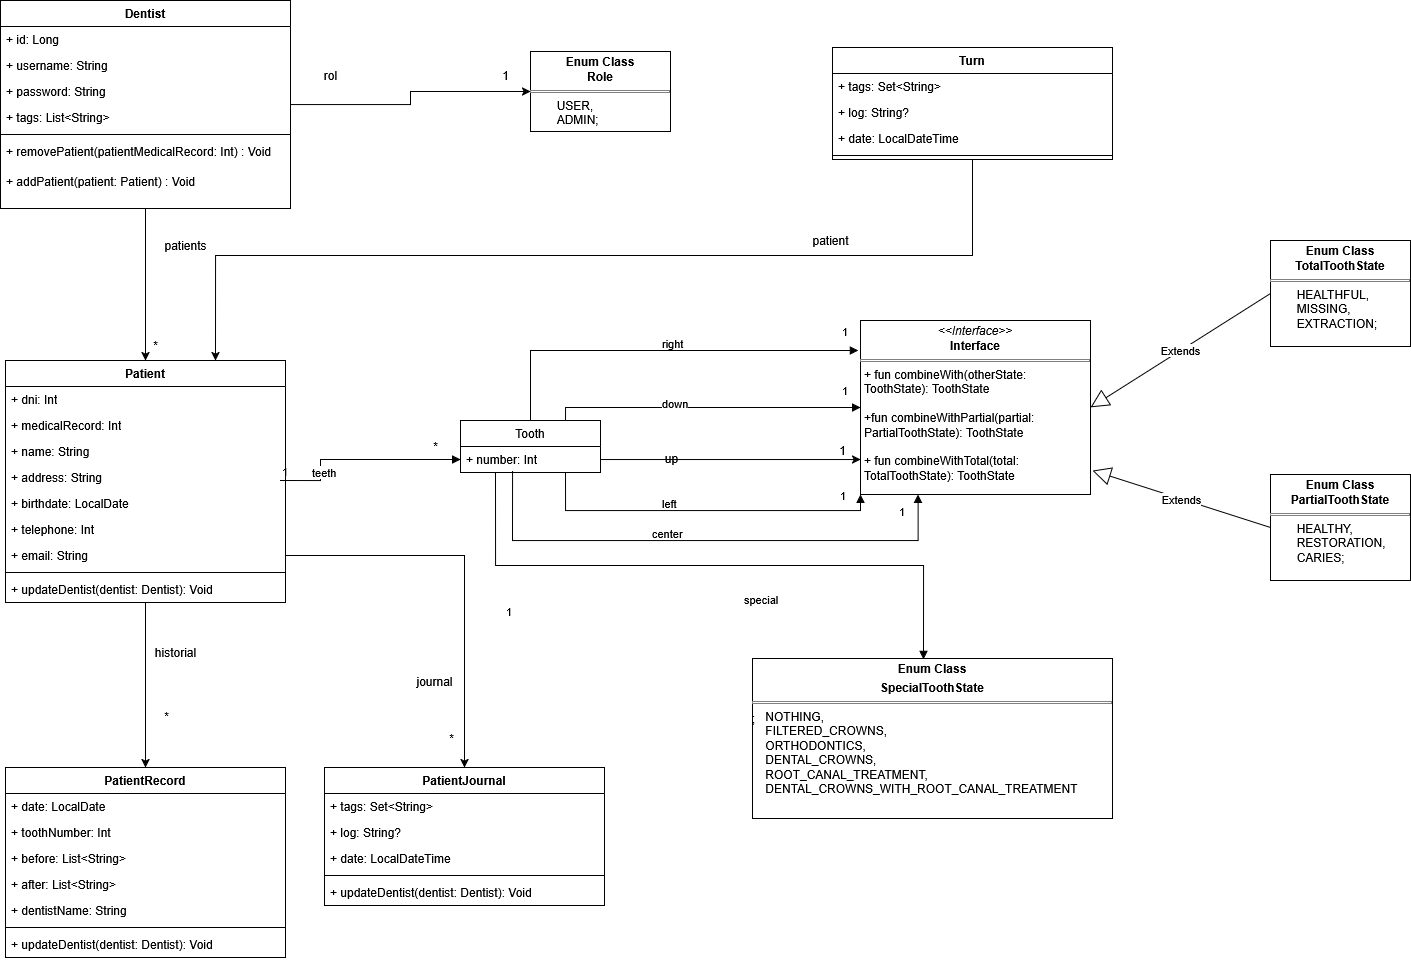 Dentist
+ id: Long
+ username: String
+ password: String
+ tags: List<String>
+ removePatient(patientMedicalRecord: Int) : Void
+ addPatient(patient: Patient) : Void
rol
1
Enum Class
Role
USER,
ADMIN;
Turn
+ tags: Set<String>
+ log: String?
+ date: LocalDateTime
patients
patient
*
Enum Class
TotalToothState
HEALTHFUL,
MISSING,
EXTRACTION;
Extends
Patient
+ dni: Int
+ medicalRecord: Int
+ name: String
+ address: String
+ birthdate: LocalDate
+ telephone: Int
+ email: String
+ updateDentist(dentist: Dentist): Void
1
teeth
*
Tooth
+ number: Int
right
1
down
1
up
1
left
1
center
1
<<Interface>>
Interface
+ fun combineWith(otherState:
ToothState): ToothState
+fun combineWithPartial(partial:
PartialToothState): ToothState
+ fun combineWithTotal(total:
TotalToothState): ToothState
Extends
Enum Class
PartialToothState
HEALTHY,
RESTORATION,
CARIES;
special
1
historial
*
journal
*
Enum Class
SpecialToothState
; NOTHING,
FILTERED_CROWNS,
ORTHODONTICS,
DENTAL_CROWNS,
ROOT_CANAL_TREATMENT,
DENTAL_CROWNS_WITH_ROOT_CANAL_TREATMENT
PatientRecord
+ date: LocalDate
+ toothNumber: Int
+ before: List<String>
+ after: List<String>
+ dentistName: String
+ updateDentist(dentist: Dentist): Void
PatientJournal
+ tags: Set<String>
+ log: String?
+ date: LocalDateTime
+ updateDentist(dentist: Dentist): Void